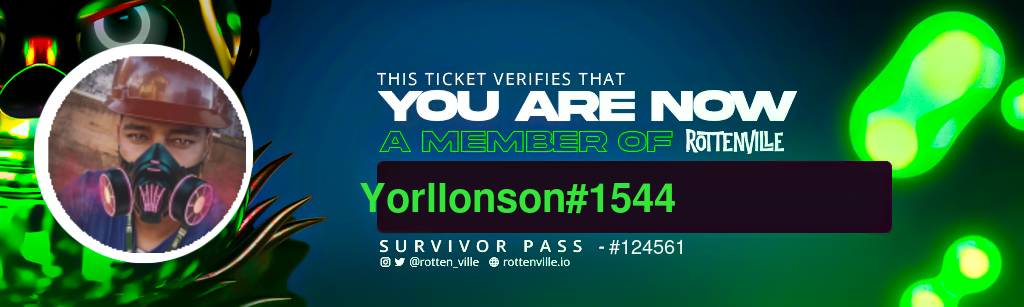 THIS TICKET VERIFIES THAT
YOU ARE NOW
A MEMBER OF ROTTENVILLE
Yorllonson#1544
SURVIVOR PASS - #124561
@rotten_ville rottenville.io